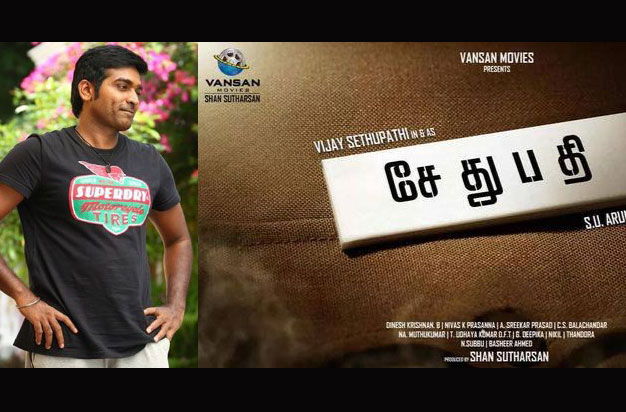 SUPERDRY
Motorcycle
TIRES
VANSAN
MOVIES
SHAN SUTHARSAN
VANSAN MOVIES
PRESENTS
VIJAY SETHUPATHI IN & AS
சேதுபதி
S.U. ARU
DINESH KRISHNAN. B | NIVAS K PRASANNA | A. SREEKAR PRASAD | C.S. BALACHANDAR
NA. MUTHUKUMAR | T. UDHAYA KUMAR D.F.T | G. DEEPIKA | NIKIL | THANDORA
N.SUBBU | BASHEER AHMED
PRODUCED BY SHAN SUTHARSAN